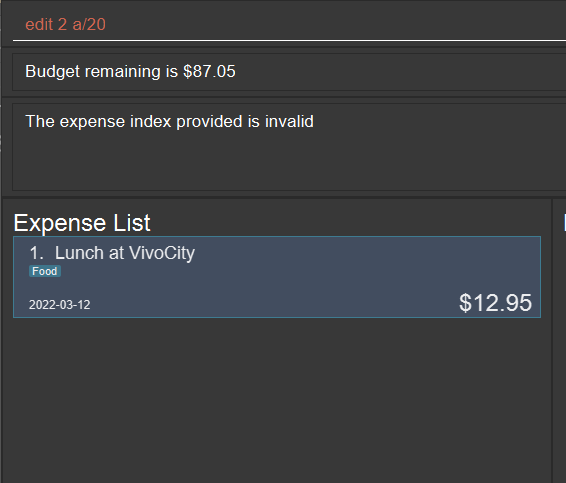 edit 2 a/20
Budget remaining is $87.05
The expense index provided is invalid
Expense List
1. Lunch at VivoCity
Food
2022-03-12
$12.95